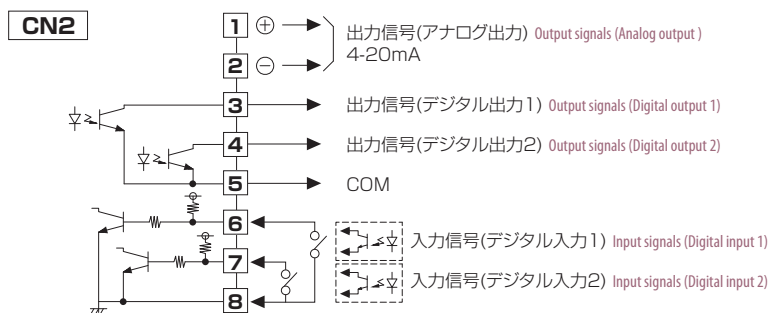 CN2
1 ⊕ 出力信号(アナログ出力) Output signals (Analog output )
4-20mA
2 ⊖
3 出力信号(デジタル出力1) Output signals (Digital output 1)
4 出力信号(デジタル出力2) Output signals (Digital output 2)
5 COM
6 入力信号(デジタル入力1) Input signals (Digital input 1)
7
8 入力信号(デジタル入力2) Input signals (Digital input 2)